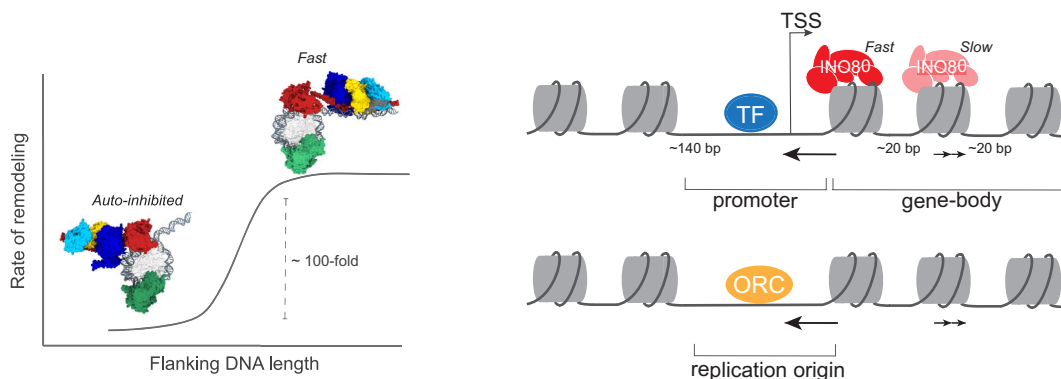 Rate of remodeling
Fast
Auto-inhibited
~ 100-fold
Flanking DNA length
TSS
Fast
Slow
INO80
INO80
TF
~140 bp
~20 bp
~20 bp
promoter
gene-body
ORC
replication origin